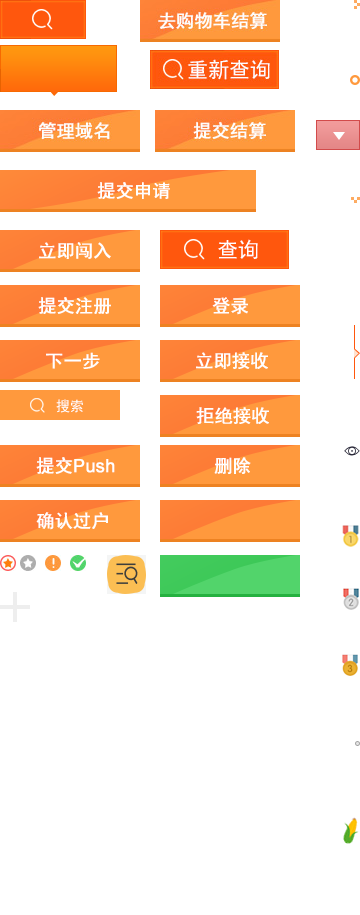 去购物车结算
重新查询
管理域名
提交结算
提交申请
立即闯入
查询
提交注册
登录
下一步
立即接收
搜索
拒绝接收
提交Push
删除
确认过户
1
2
3